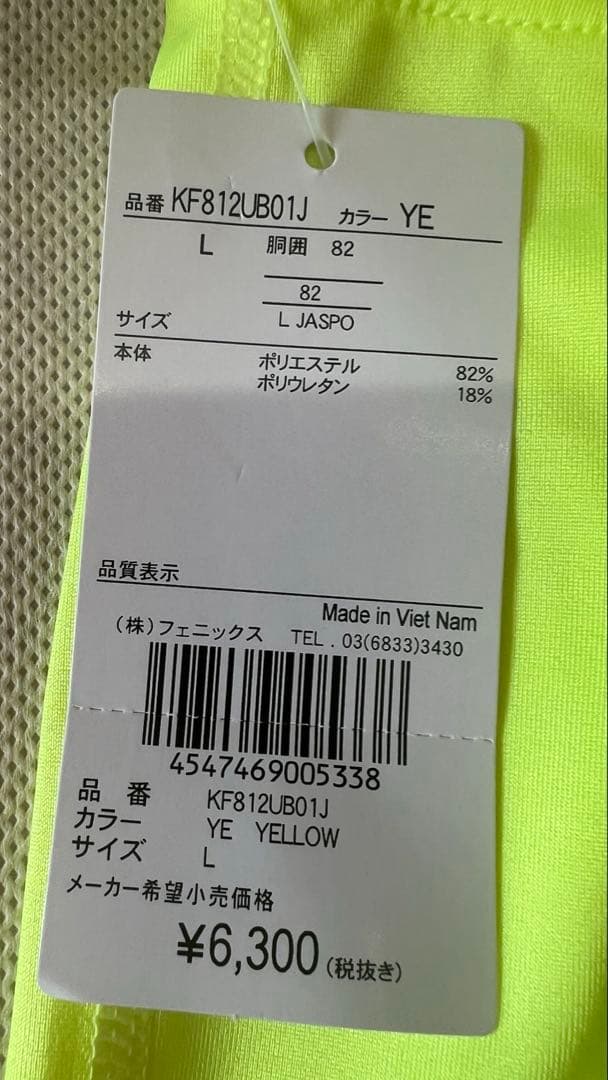 品番 KF812UB01J カラー YE
L 胴囲 82
82
サイズ L JASPO
本体 ポリエステル 82%
ポリウレタン 18%
品質表示
Made in Viet Nam
(株)フェニックス TEL . 03(6833)3430
4547469005338
品 番 KF812UB01J
カラー YE YELLOW
サイズ L
メーカー希望小売価格
¥6,300(税抜き)